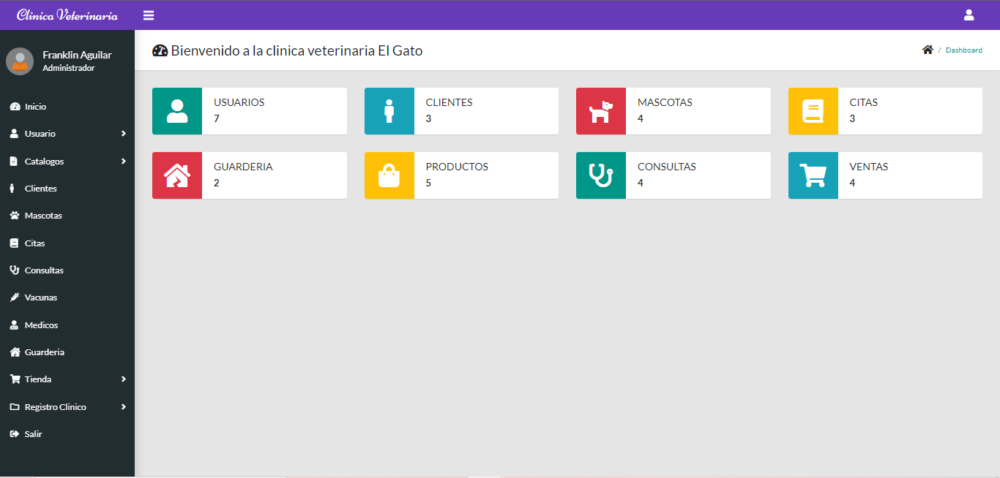 Clinica Veterinaria
Franklin Aguilar
Administrador
Inicio
Usuario
Catalogos
Clientes
Mascotas
Citas
Consultas
Vacunas
Medicos
Guarderia
Tienda
Registro Clinico
Salir
Bienvenido a la clinica veterinaria El Gato
/ Dashboard
USUARIOS
7
CLIENTES
3
MASCOTAS
4
CITAS
3
GUARDERIA
2
PRODUCTOS
5
CONSULTAS
4
VENTAS
4